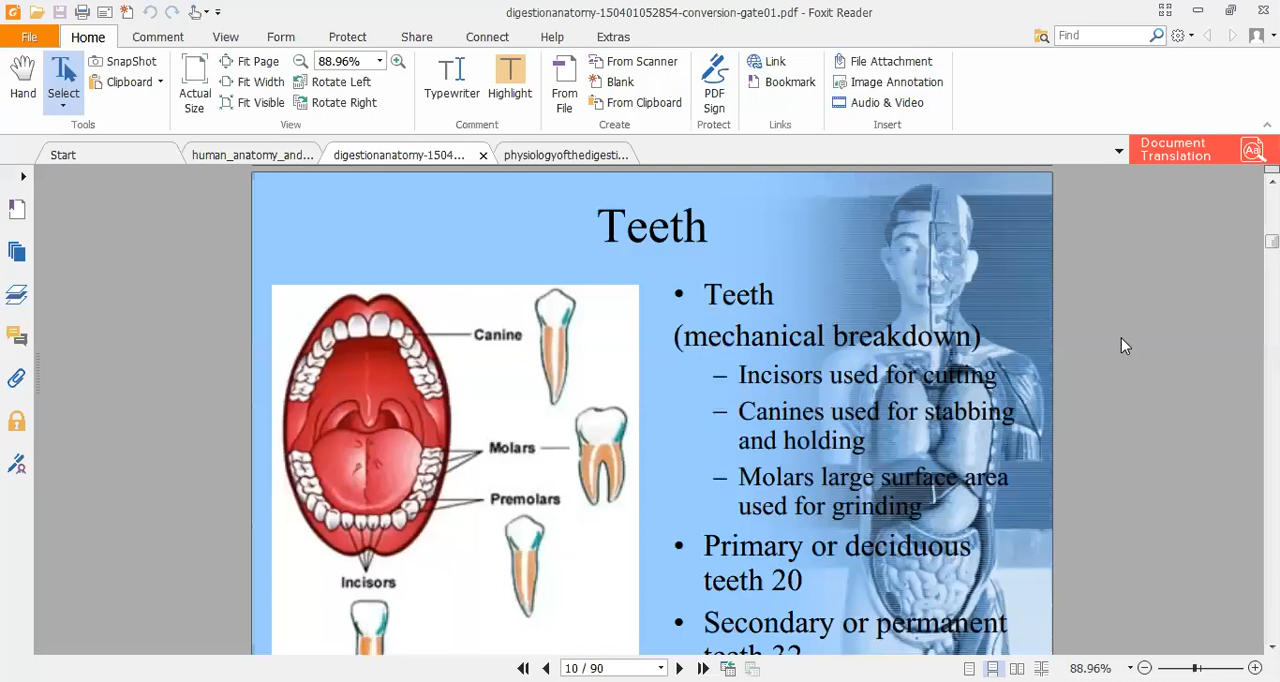 digestionanatomy-150401052854-conversion-gate01.pdf - Foxit Reader
File Home Comment View Form Protect Share Connect Help Extras
Find
Hand
Select
SnapShot
Clipboard
Tools
Actual Size
Fit Page
Fit Width
Fit Visible
88.96%
Rotate Left
Rotate Right
View
Typewriter
Highlight
Comment
From File
From Scanner
Blank
From Clipboard
Create
PDF Sign
Protect
Link
Bookmark
Links
File Attachment
Image Annotation
Audio & Video
Insert
Start
human_anatomy_and...
digestionanatomy-1504...
physiologyofthedigesti...
Document
Translation
Teeth
Canine
Molars
Premolars
Incisors
• Teeth
(mechanical breakdown)
– Incisors used for cutting
– Canines used for stabbing
and holding
– Molars large surface area
used for grinding
• Primary or deciduous
teeth 20
• Secondary or permanent
teeth 32
10 / 90
88.96%